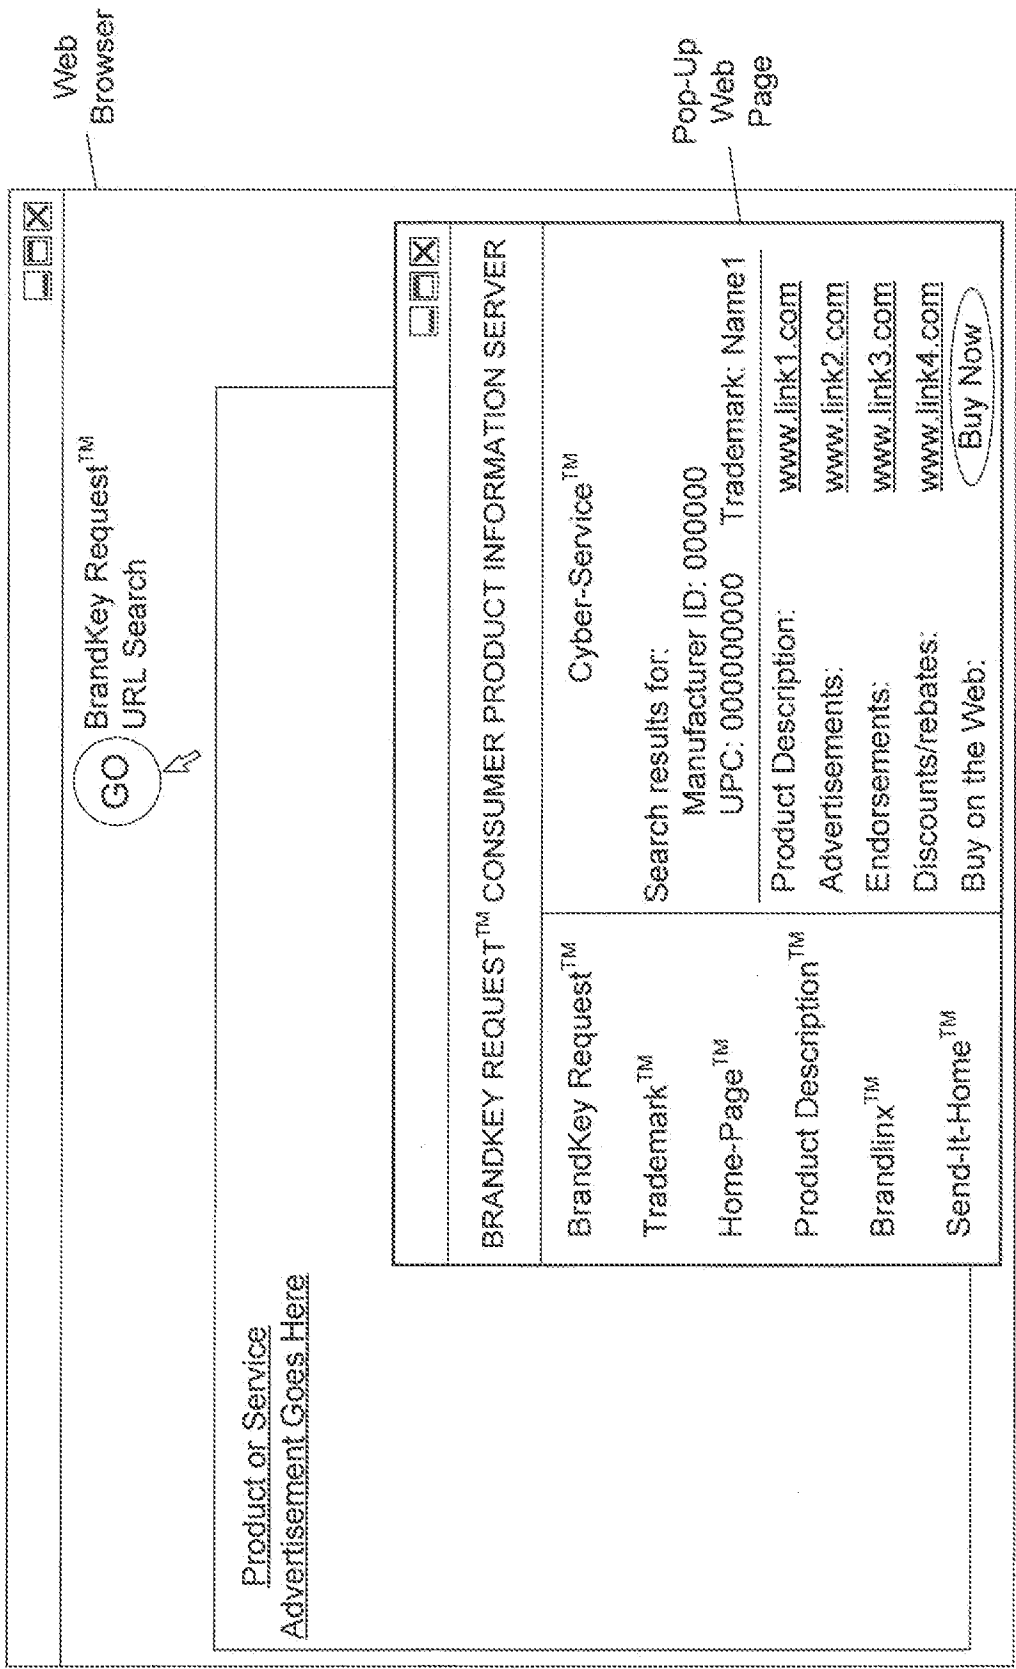 Web
Browser
BrandKey Request™
GO
URL Search
Product or Service
Advertisement Goes Here
Pop-Up
Web
Page
BRANDKEY REQUEST™ CONSUMER PRODUCT INFORMATION SERVER
BrandKey Request™
Trademark™
Home-Page™
Product Description™
Brandlinx™
Send-It-Home™
Cyber-Service™
Search results for:
Manufacturer ID: 000000
UPC: 000000000 Trademark: Name1
Product Description: www.link1.com
Advertisements: www.link2.com
Endorsements: www.link3.com
Discounts/rebates: www.link4.com
Buy on the Web: Buy Now